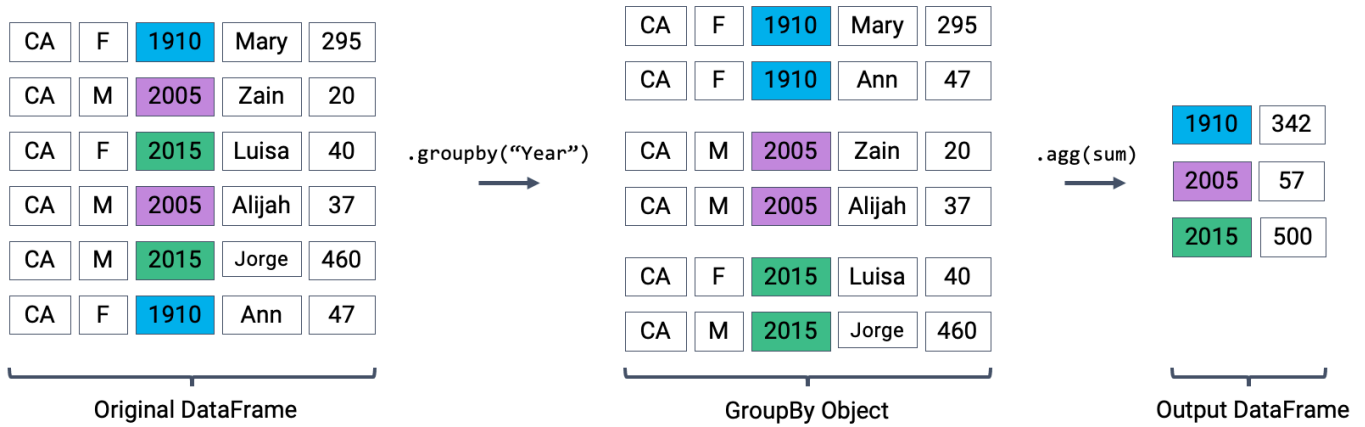 CA F 1910 Mary 295
CA M 2005 Zain 20
CA F 2015 Luisa 40
CA M 2005 Alijah 37
CA M 2015 Jorge 460
CA F 1910 Ann 47
Original DataFrame
.groupby(“Year”)
CA F 1910 Mary 295
CA F 1910 Ann 47
CA M 2005 Zain 20
CA M 2005 Alijah 37
CA F 2015 Luisa 40
CA M 2015 Jorge 460
GroupBy Object
.agg(sum)
1910 342
2005 57
2015 500
Output DataFrame